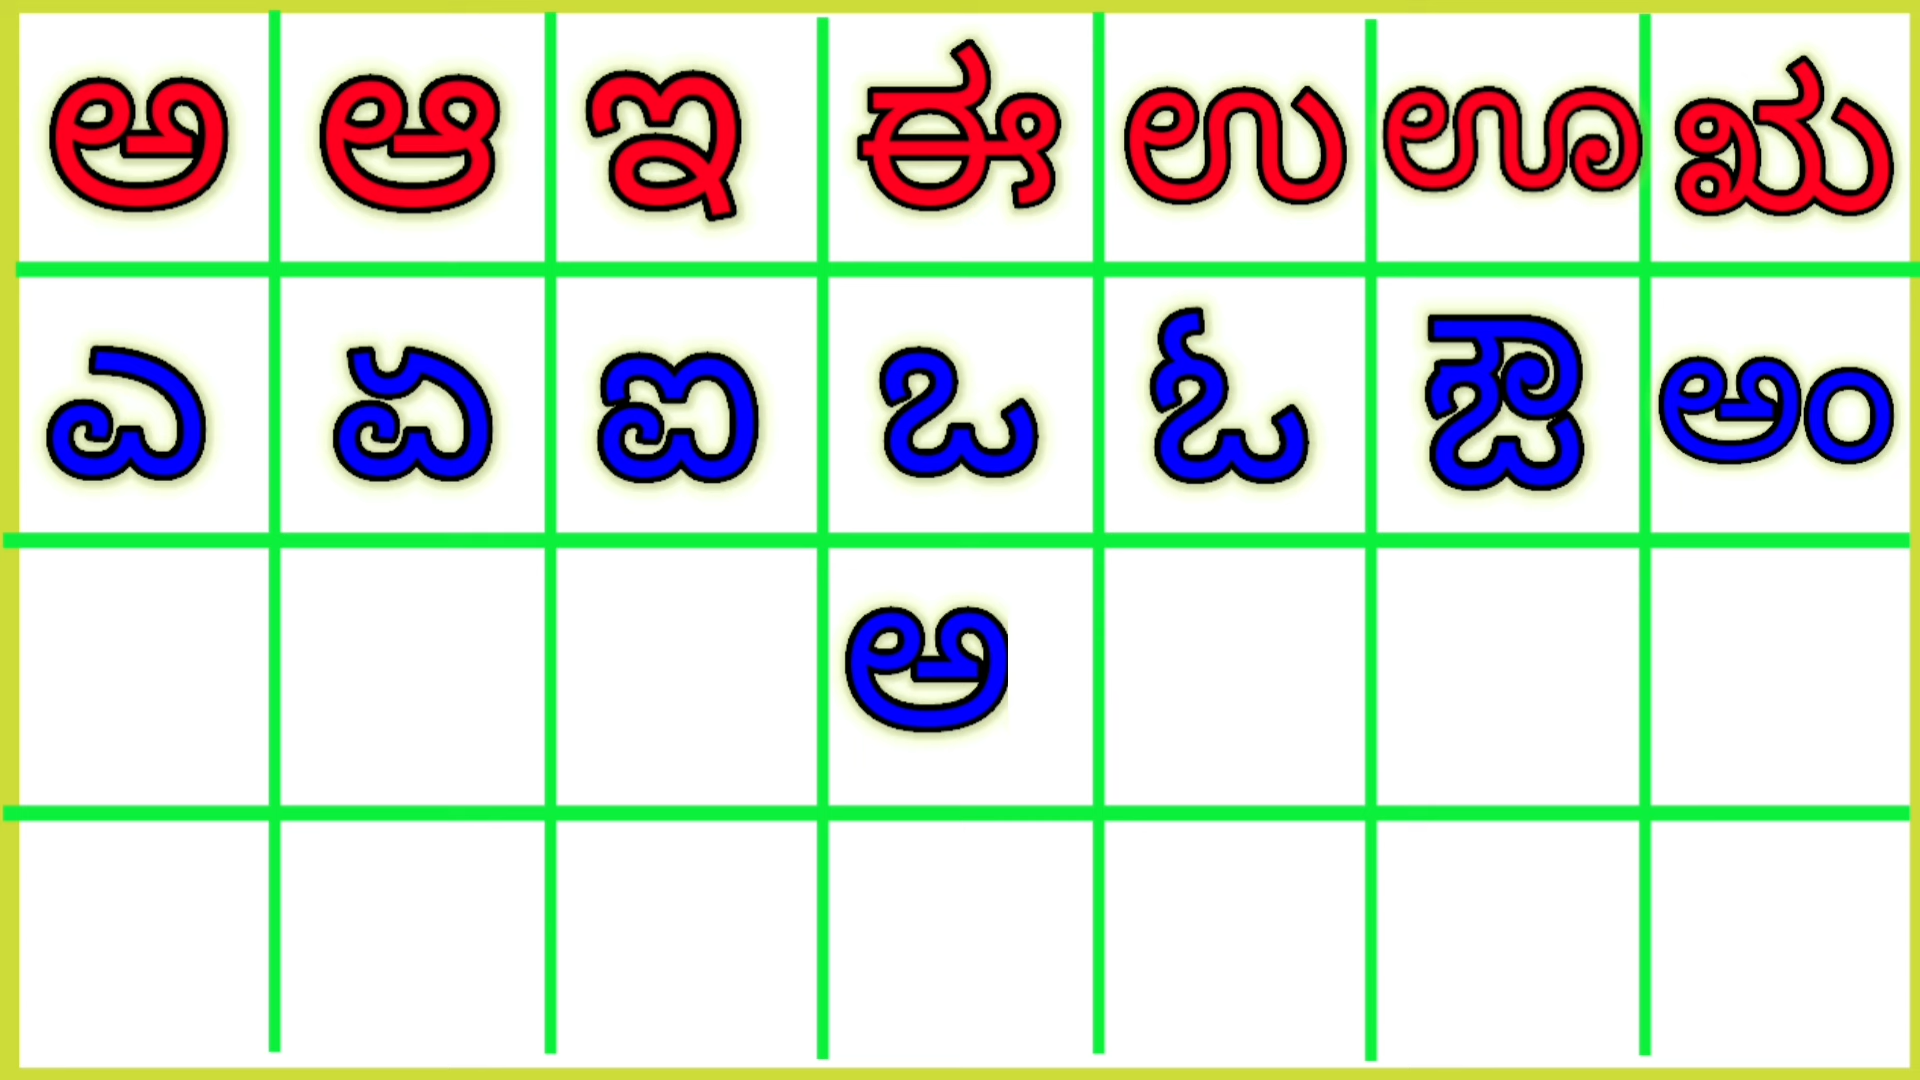 ಅ ಆ ಇ ಈ ಉ ಊ ಋ
ಎ ಏ ಐ ಒ ಓ ಔ ಅಂ
ಅ